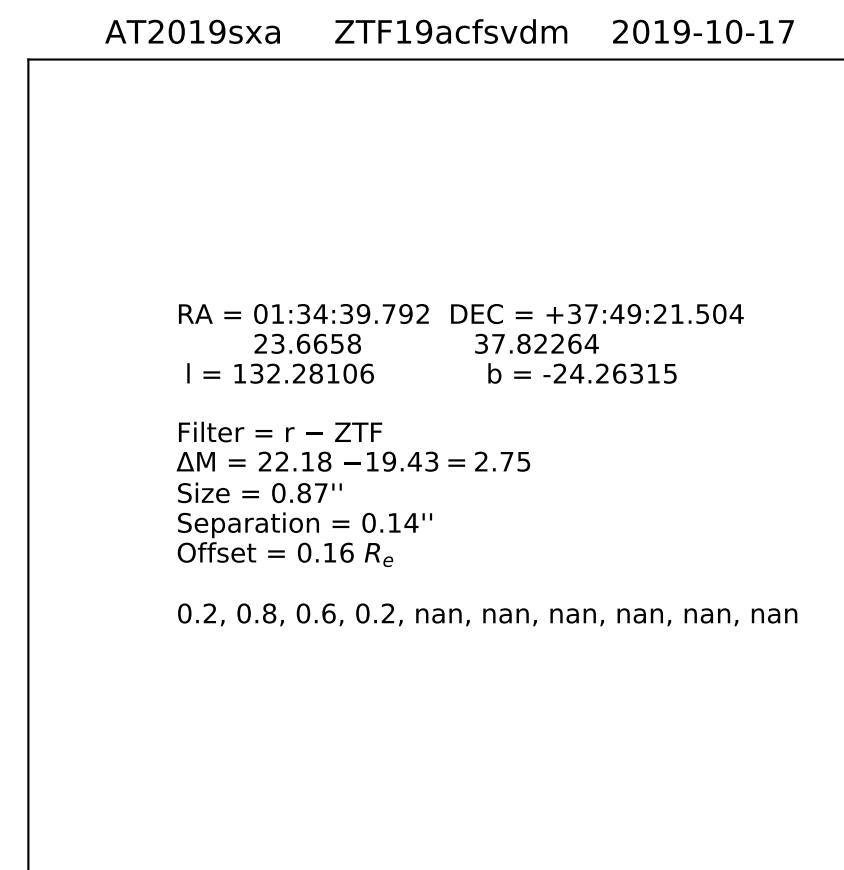 AT2019sxa ZTF19acfsvdm 2019-10-17
RA = 01:34:39.792 DEC = +37:49:21.504
23.6658 37.82264
l = 132.28106 b = -24.26315
Filter = r − ZTF
ΔM = 22.18 −19.43 = 2.75
Size = 0.87''
Separation = 0.14''
Offset = 0.16 Rₑ
0.2, 0.8, 0.6, 0.2, nan, nan, nan, nan, nan, nan